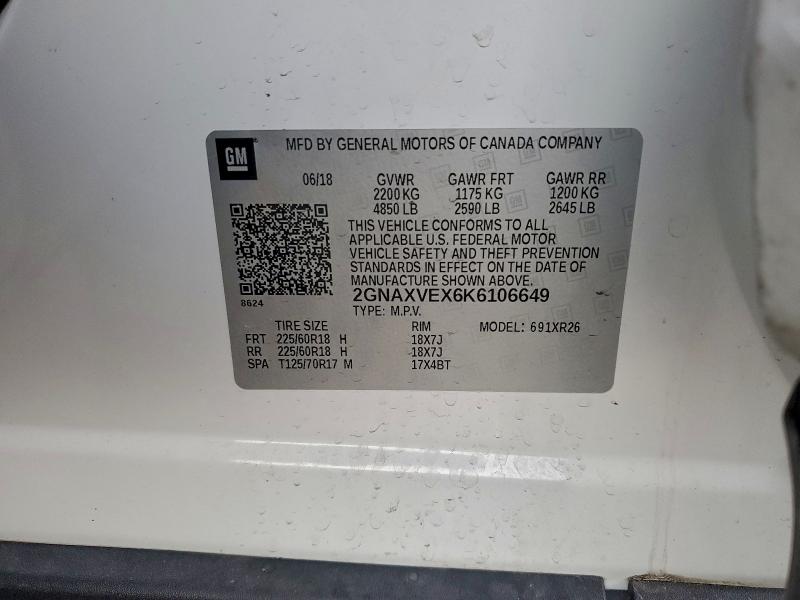 GM
MFD BY GENERAL MOTORS OF CANADA COMPANY
06/18 GVWR GAWR FRT GAWR RR
2200 KG 1175 KG 1200 KG
4850 LB 2590 LB 2645 LB
THIS VEHICLE CONFORMS TO ALL
APPLICABLE U.S. FEDERAL MOTOR
VEHICLE SAFETY AND THEFT PREVENTION
STANDARDS IN EFFECT ON THE DATE OF
MANUFACTURE SHOWN ABOVE.
8624 2GNAXVEX6K6106649
TYPE: M.P.V.
TIRE SIZE RIM MODEL: 691XR26
FRT 225/60R18 H 18X7J
RR 225/60R18 H 18X7J
SPA T125/70R17 M 17X4BT